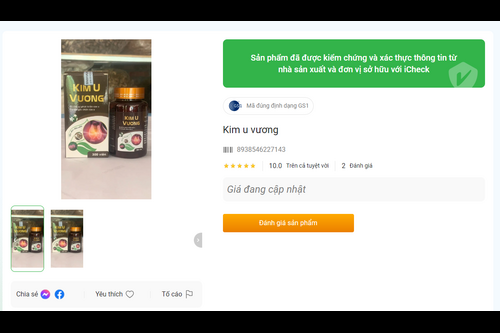 Sản phẩm đã được kiểm chứng và xác thực thông tin từ
nhà sản xuất và đơn vị sở hữu với iCheck
GS1
Mã đúng định dạng GS1
Kim u vương
8938546227143
10.0
Trên cả tuyệt vời
2
Đánh giá
Giá đang cập nhật
Đánh giá sản phẩm
KIM U
VƯƠNG
KIM U
VƯƠNG
Chia sẻ
Yêu thích
Tố cáo